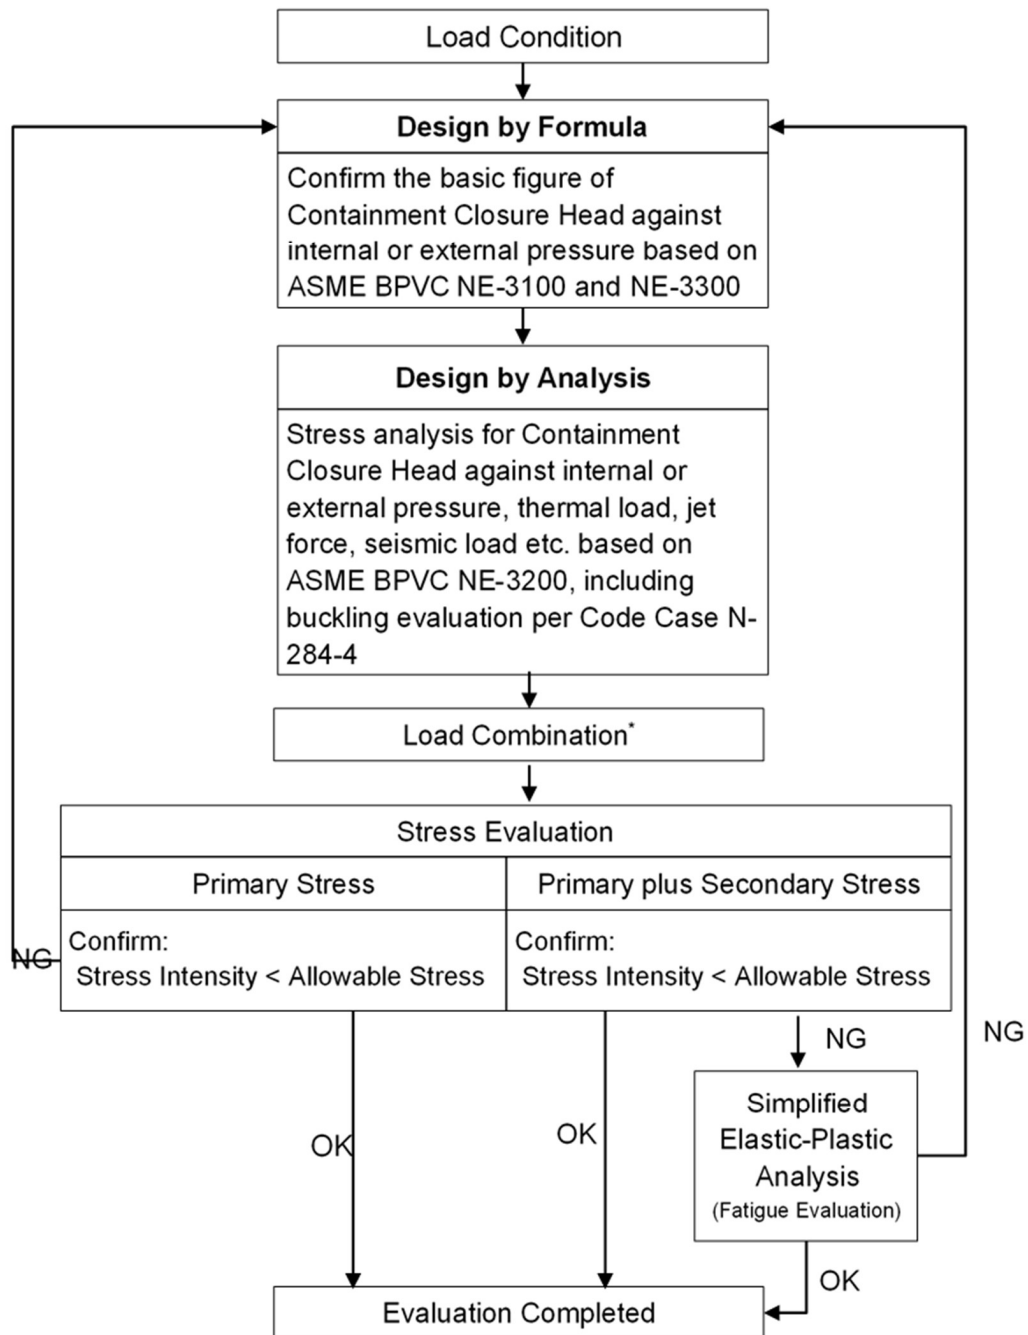 Load Condition
Design by Formula
Confirm the basic figure of
Containment Closure Head against
internal or external pressure based on
ASME BPVC NE-3100 and NE-3300
Design by Analysis
Stress analysis for Containment
Closure Head against internal or
external pressure, thermal load, jet
force, seismic load etc. based on
ASME BPVC NE-3200, including
buckling evaluation per Code Case N-
284-4
Load Combination*
Stress Evaluation
Primary Stress
Primary plus Secondary Stress
Confirm:
Stress Intensity < Allowable Stress
Confirm:
Stress Intensity < Allowable Stress
NG
NG
NG
Simplified
Elastic-Plastic
Analysis
(Fatigue Evaluation)
OK
OK
OK
Evaluation Completed